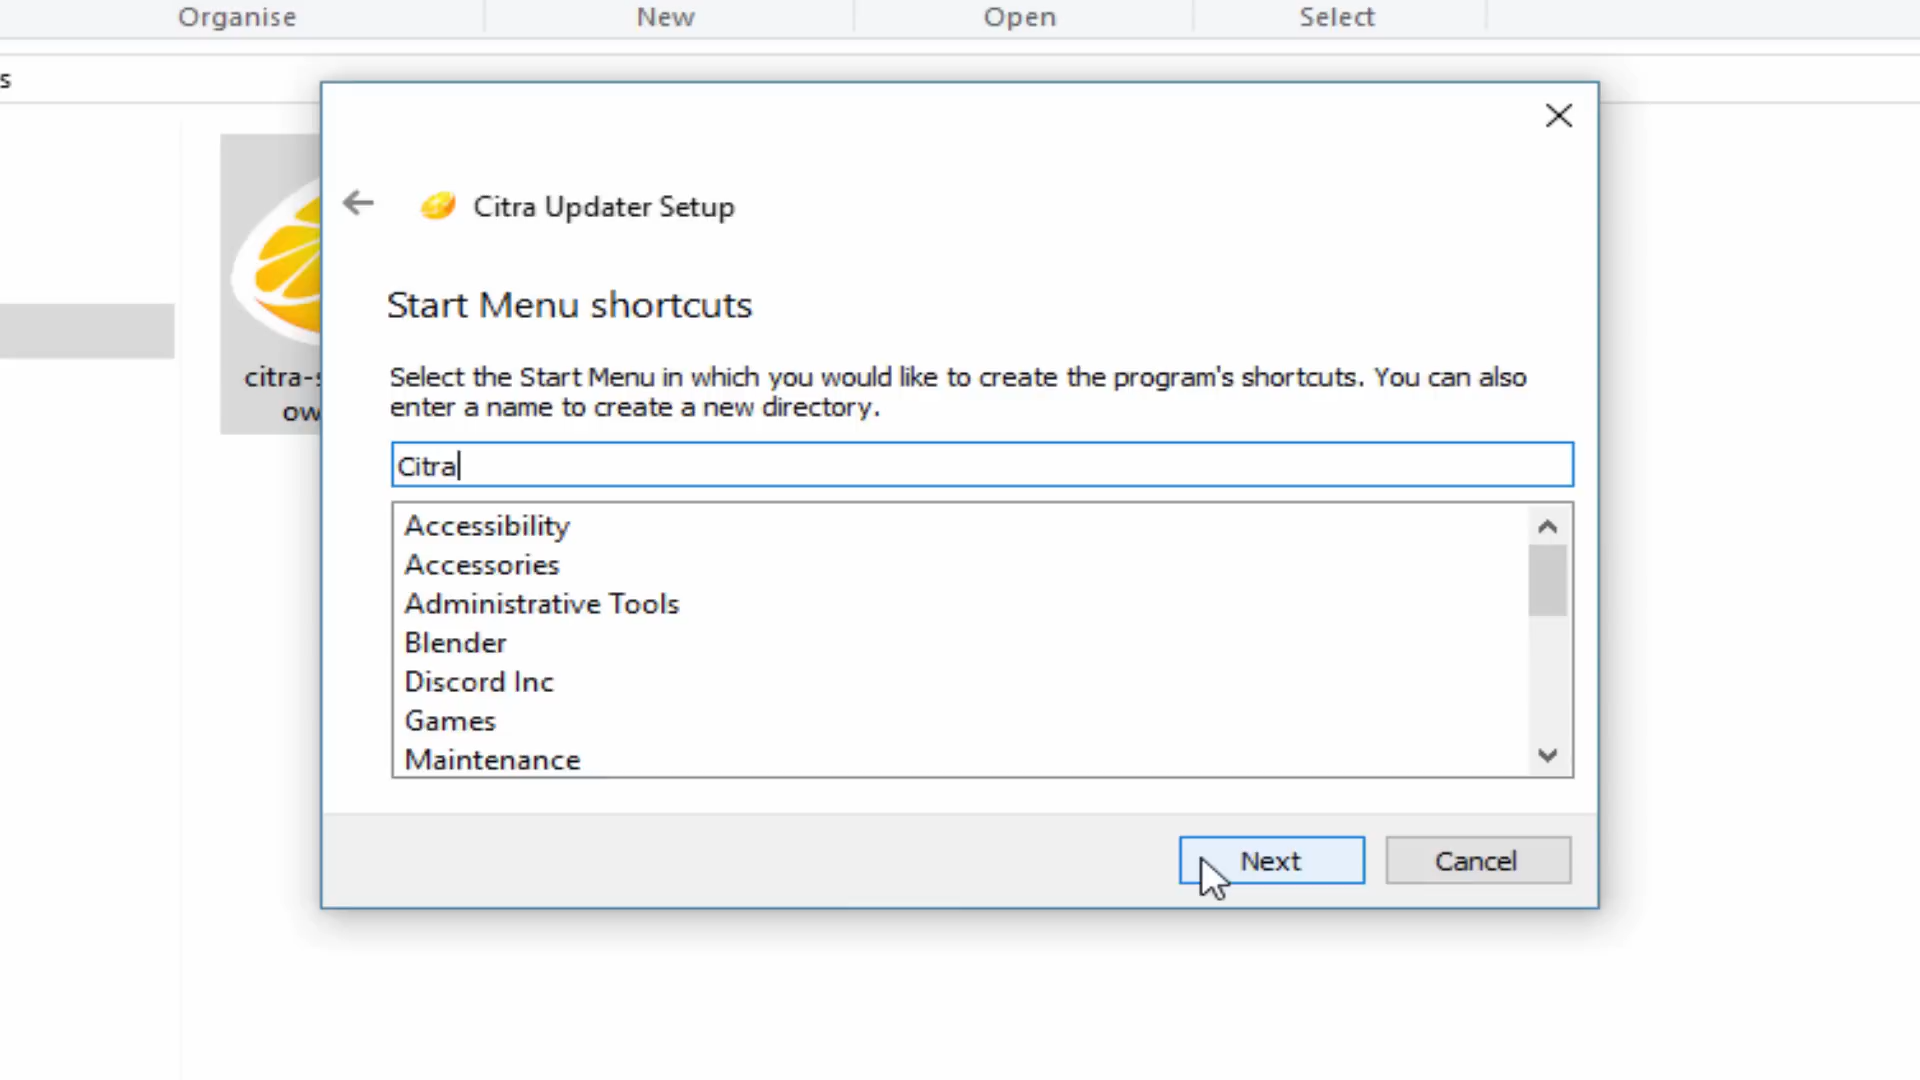 Organise
New
Open
Select
s
Citra Updater Setup
Start Menu shortcuts
Select the Start Menu in which you would like to create the program's shortcuts. You can also
enter a name to create a new directory.
Citra
Accessibility
Accessories
Administrative Tools
Blender
Discord Inc
Games
Maintenance
citra-s
ow
Next
Cancel